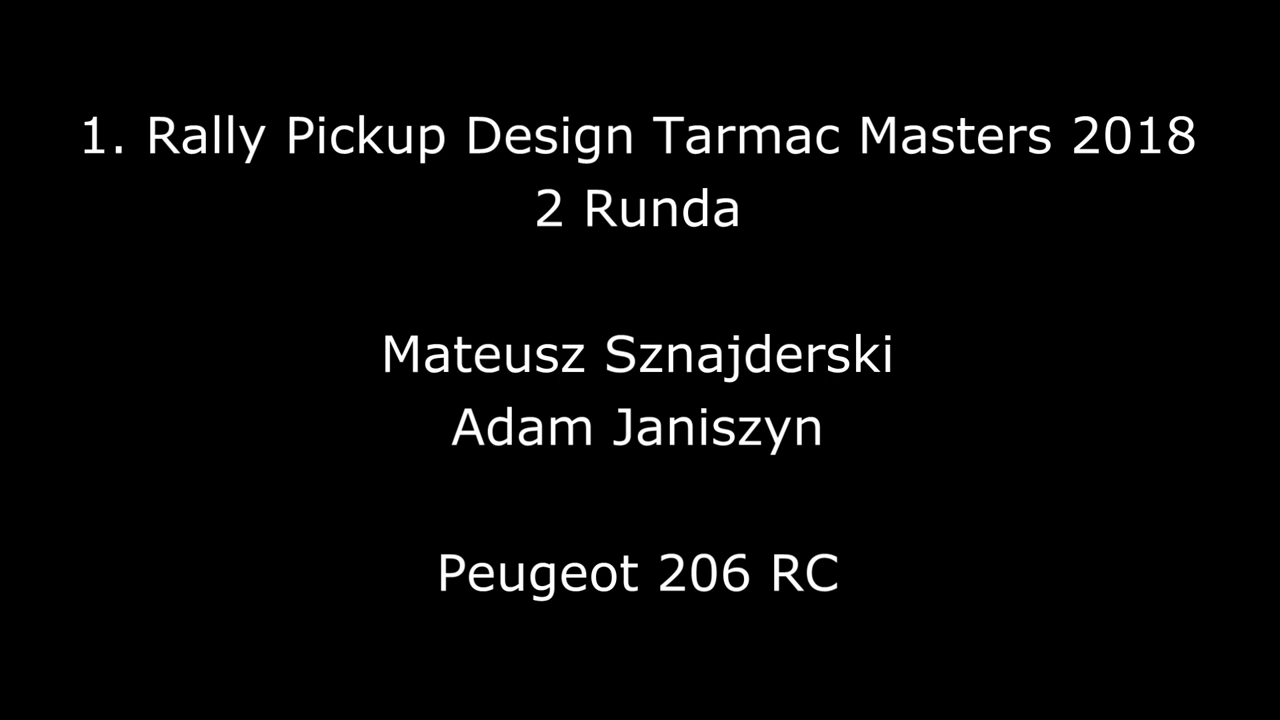 1. Rally Pickup Design Tarmac Masters 2018
2 Runda
Mateusz Sznajderski
Adam Janiszyn
Peugeot 206 RC